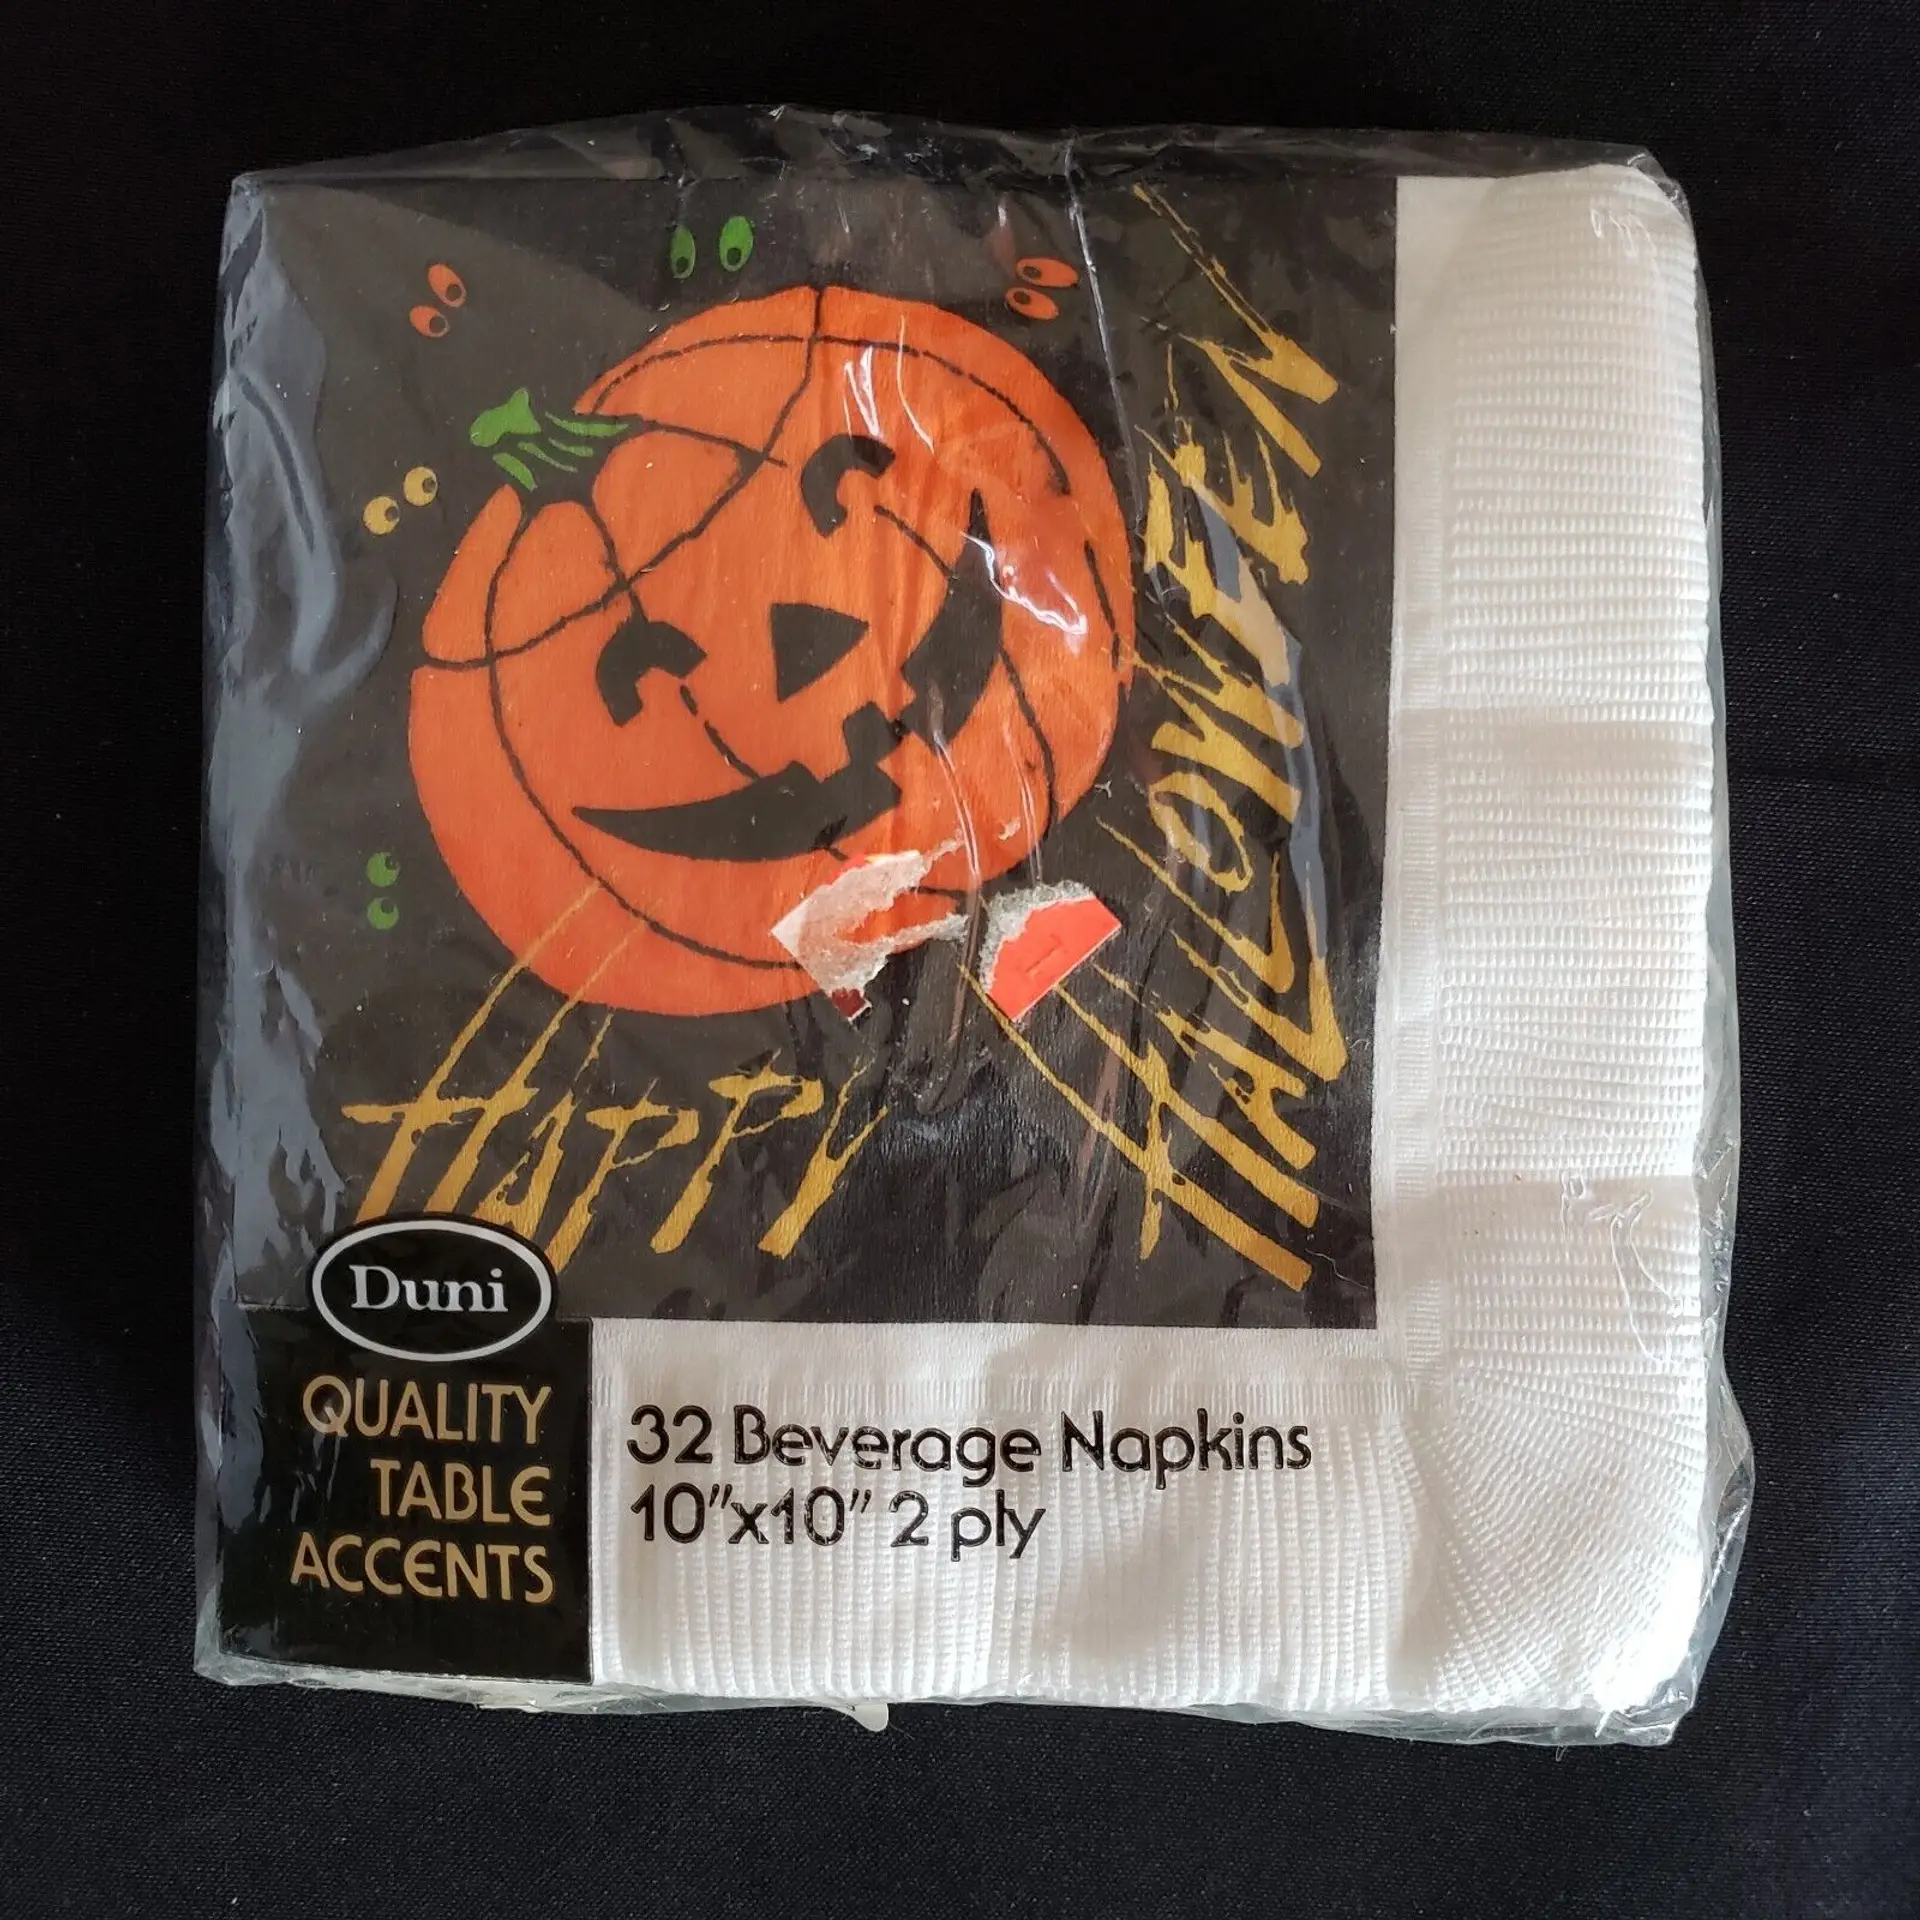 HAPPY
HALLOWEEN
Duni
QUALITY
TABLE
ACCENTS
32 Beverage Napkins
10"x10" 2 ply